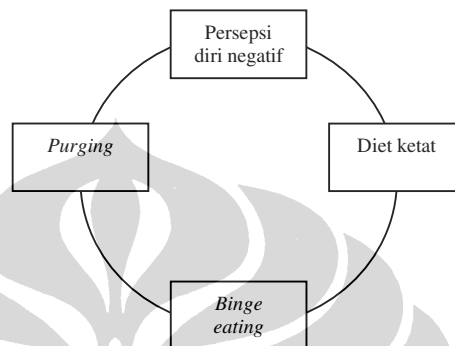 Persepsi
diri negatif
Purging
Diet ketat
Binge
eating